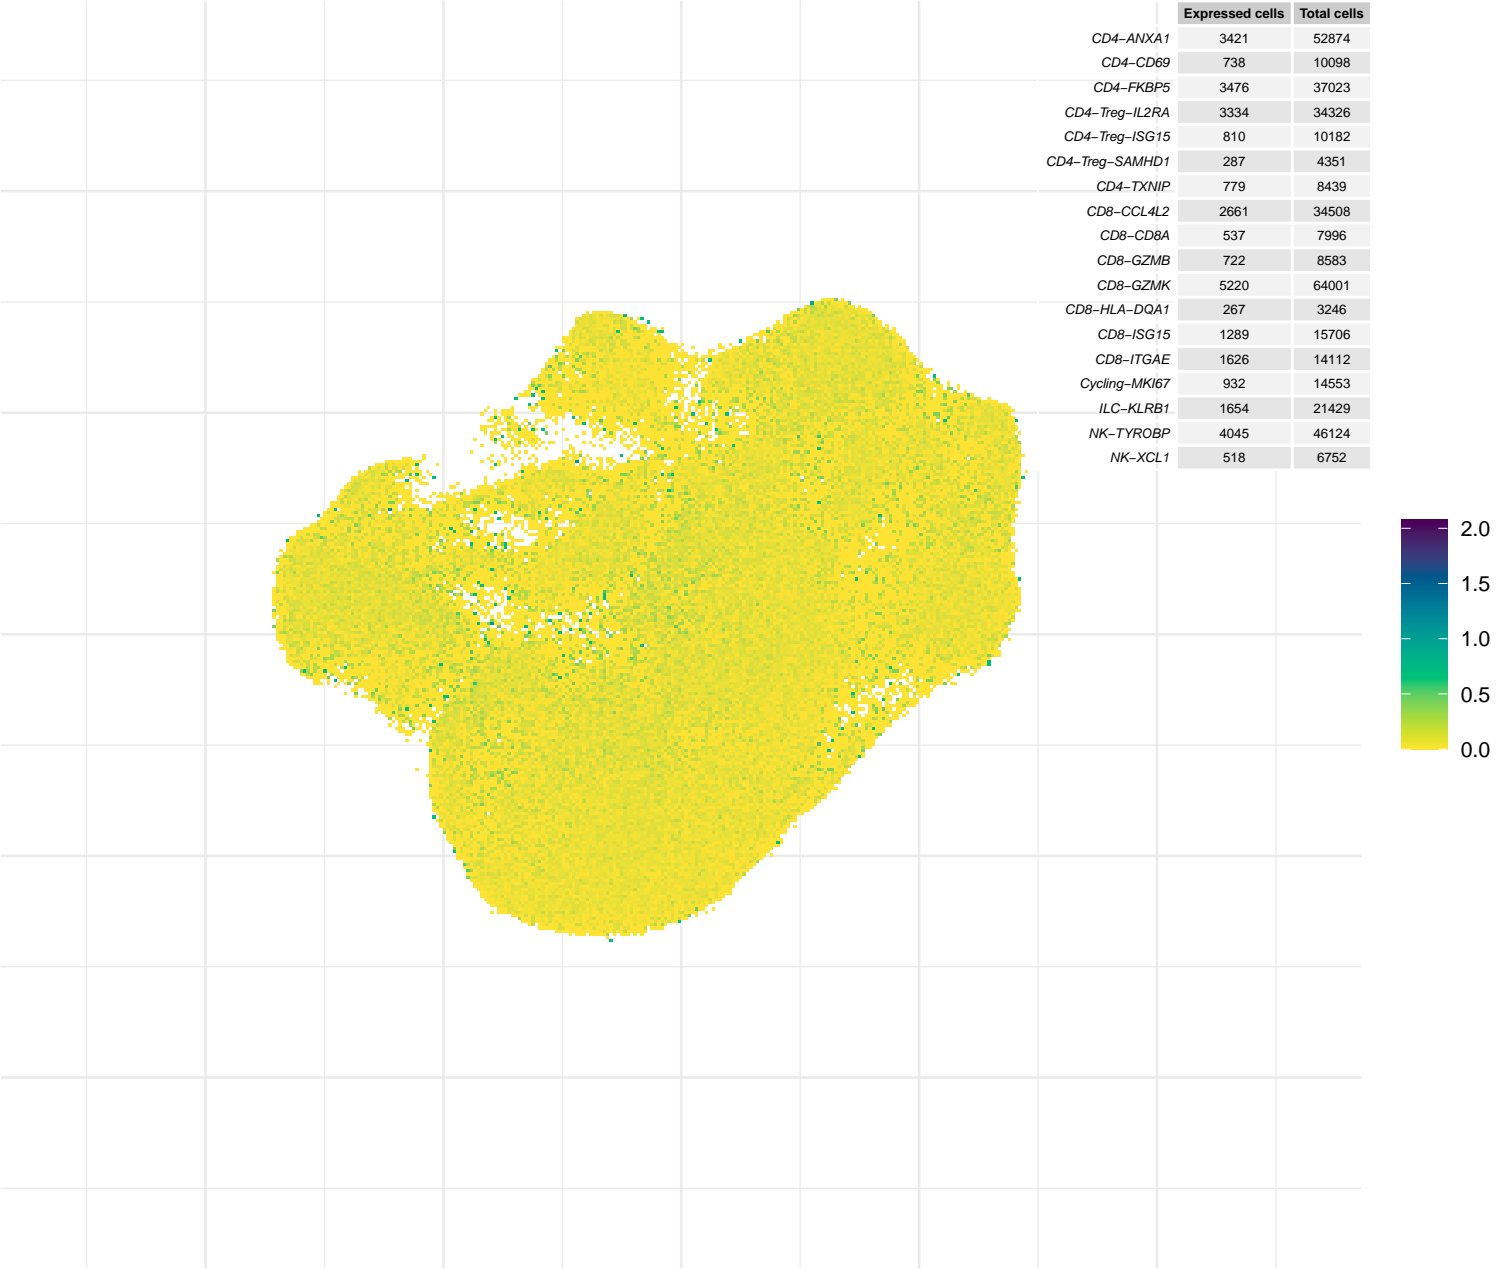 Expressed cells Total cells
CD4−ANXA1 3421 52874
CD4−CD69 738 10098
CD4−FKBP5 3476 37023
CD4−Treg−IL2RA 3334 34326
CD4−Treg−ISG15 810 10182
CD4−Treg−SAMHD1 287 4351
CD4−TXNIP 779 8439
CD8−CCL4L2 2661 34508
CD8−CD8A 537 7996
CD8−GZMB 722 8583
CD8−GZMK 5220 64001
CD8−HLA−DQA1 267 3246
CD8−ISG15 1289 15706
CD8−ITGAE 1626 14112
Cycling−MKI67 932 14553
ILC−KLRB1 1654 21429
NK−TYROBP 4045 46124
NK−XCL1 518 6752
2.0
1.5
1.0
0.5
0.0